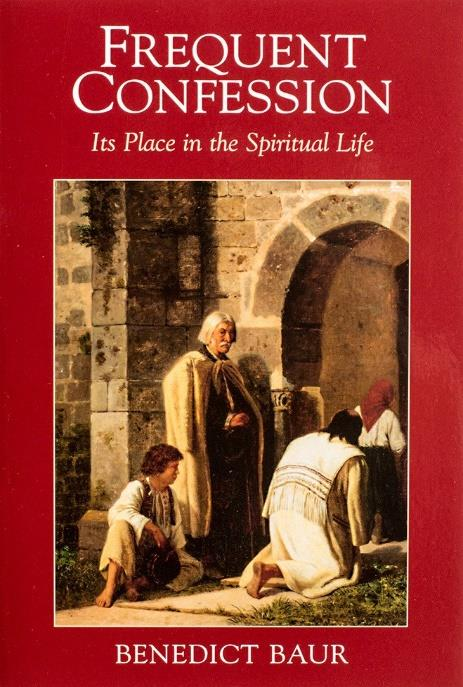 FREQUENT
CONFESSION
Its Place in the Spiritual Life
BENEDICT BAUR